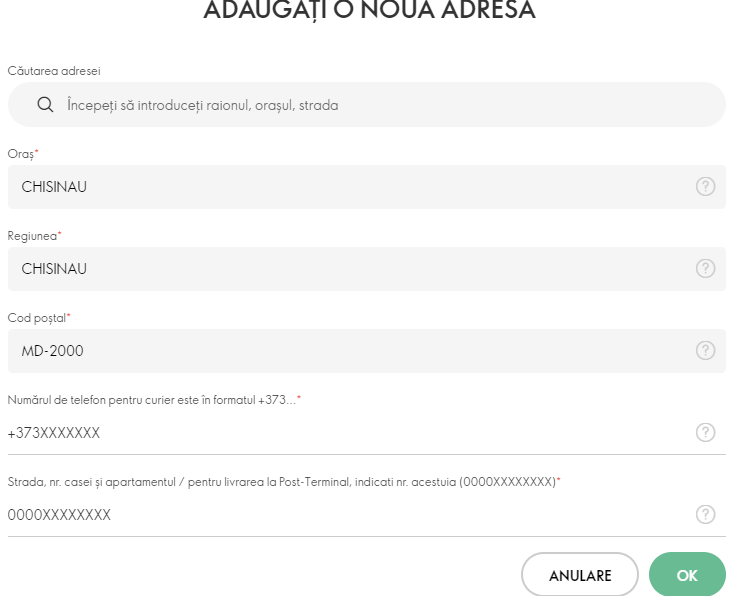 ADAUGAȚI O NOUĂ ADRESĂ
Căutarea adresei
Începeți să introduceți raionul, orașul, strada
Oraș*
CHISINAU
Regiunea*
CHISINAU
Cod poștal*
MD-2000
Numărul de telefon pentru curier este în formatul +373...*
+373XXXXXXX
Strada, nr. casei și apartamentul / pentru livrarea la Post-Terminal, indicati nr. acestuia (0000XXXXXXXX)*
0000XXXXXXXX
ANULARE OK